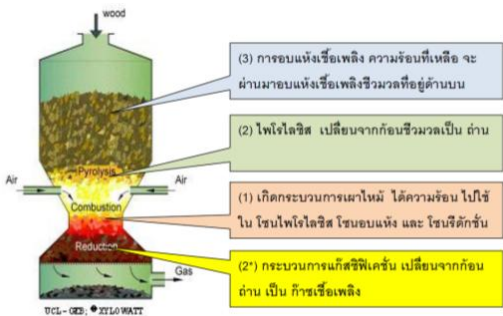 wood
(3) การอบแห้งเชื้อเพลิง ความร้อนที่เหลือ จะ
ผ่านมาอบแห้งเชื้อเพลิงชีวมวลที่อยู่ด้านบน
(2) ไพโรไลซิส เปลี่ยนจากก้อนชีวมวลเป็น ถ่าน
Pyrolysis
Air
Air
Combustion
(1) เกิดกระบวนการเผาไหม้ ได้ความร้อน ไปใช้
ใน โซนไพโรไลซิส โซนอบแห้ง และ โซนรีดักชั่น
Reduction
(2*) กระบวนการแก๊สซิฟิเคชั่น เปลี่ยนจากก้อน
ถ่าน เป็น ก๊าซเชื้อเพลิง
Gas
UCL - GEB; XYLOWATT